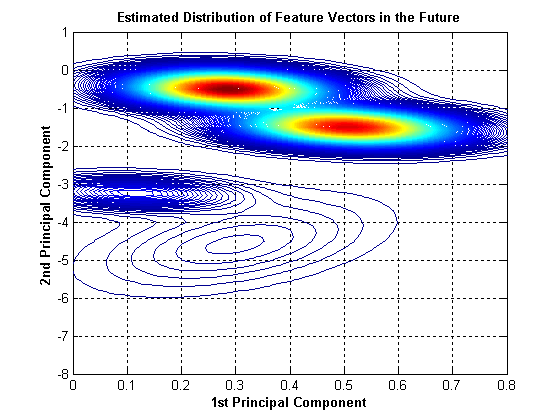 Estimated Distribution of Feature Vectors in the Future
1
0
-1
-2
-3
-4
-5
-6
-7
-8
2nd Principal Component
0 0.1 0.2 0.3 0.4 0.5 0.6 0.7 0.8
1st Principal Component